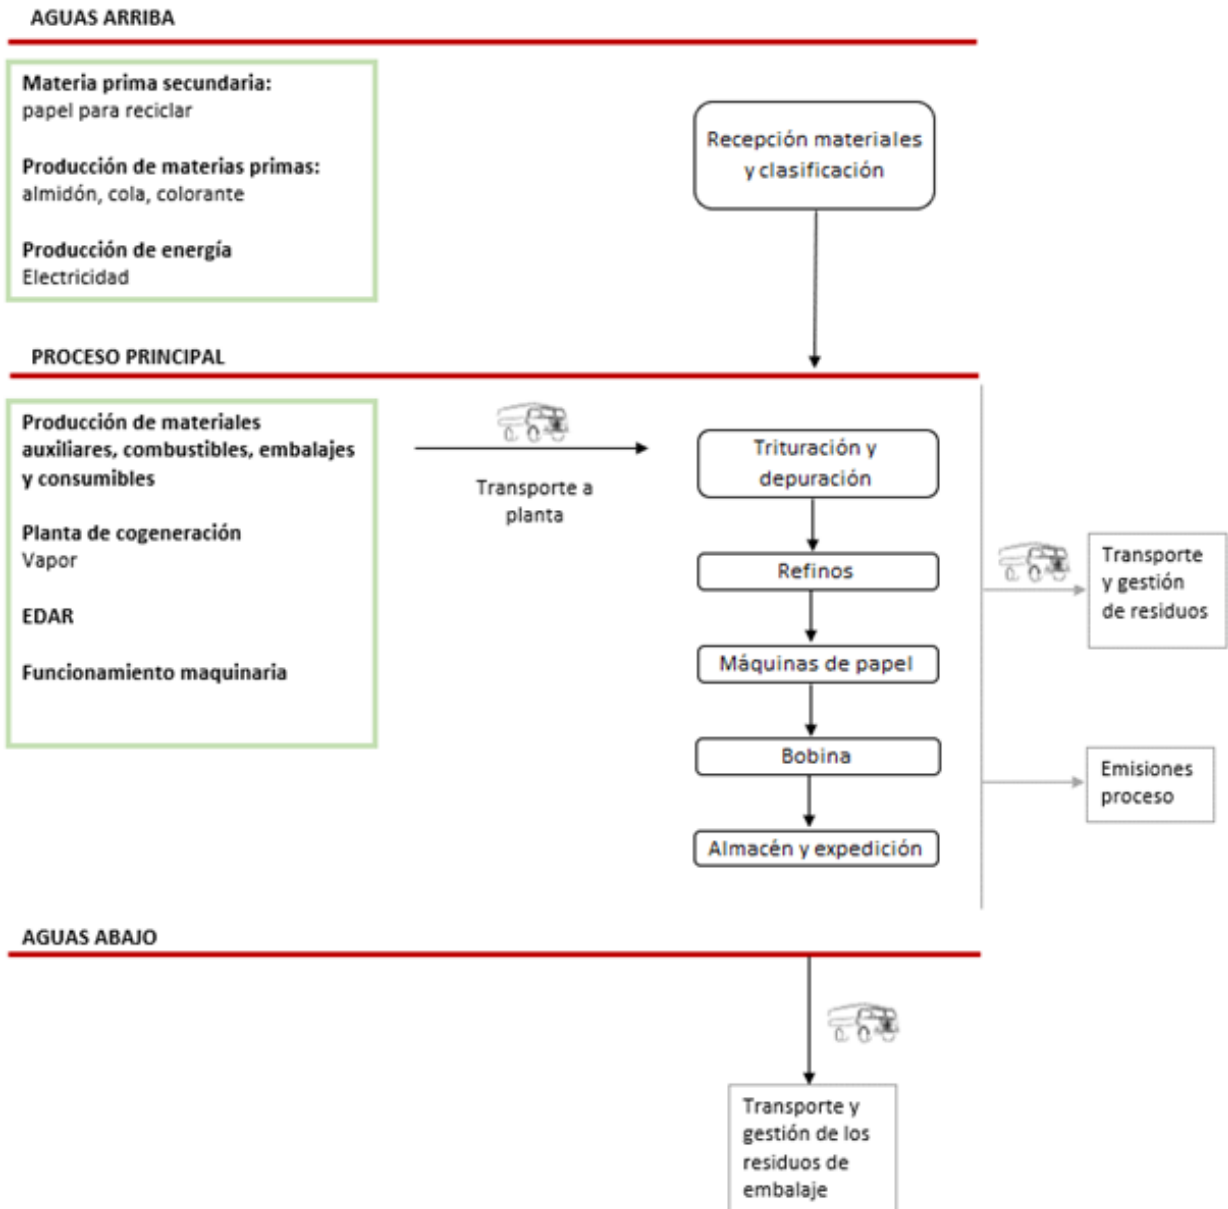 AGUAS ARRIBA
Materia prima secundaria:
papel para reciclar
Producción de materias primas:
almidón, cola, colorante
Producción de energía
Electricidad
Recepción materiales
y clasificación
PROCESO PRINCIPAL
Producción de materiales
auxiliares, combustibles, embalajes
y consumibles
Planta de cogeneración
Vapor
EDAR
Funcionamiento maquinaria
Transporte a
planta
Trituración y
depuración
Refinos
Máquinas de papel
Bobina
Almacén y expedición
Transporte
y gestión
de residuos
Emisiones
proceso
AGUAS ABAJO
Transporte y
gestión de los
residuos de
embalaje